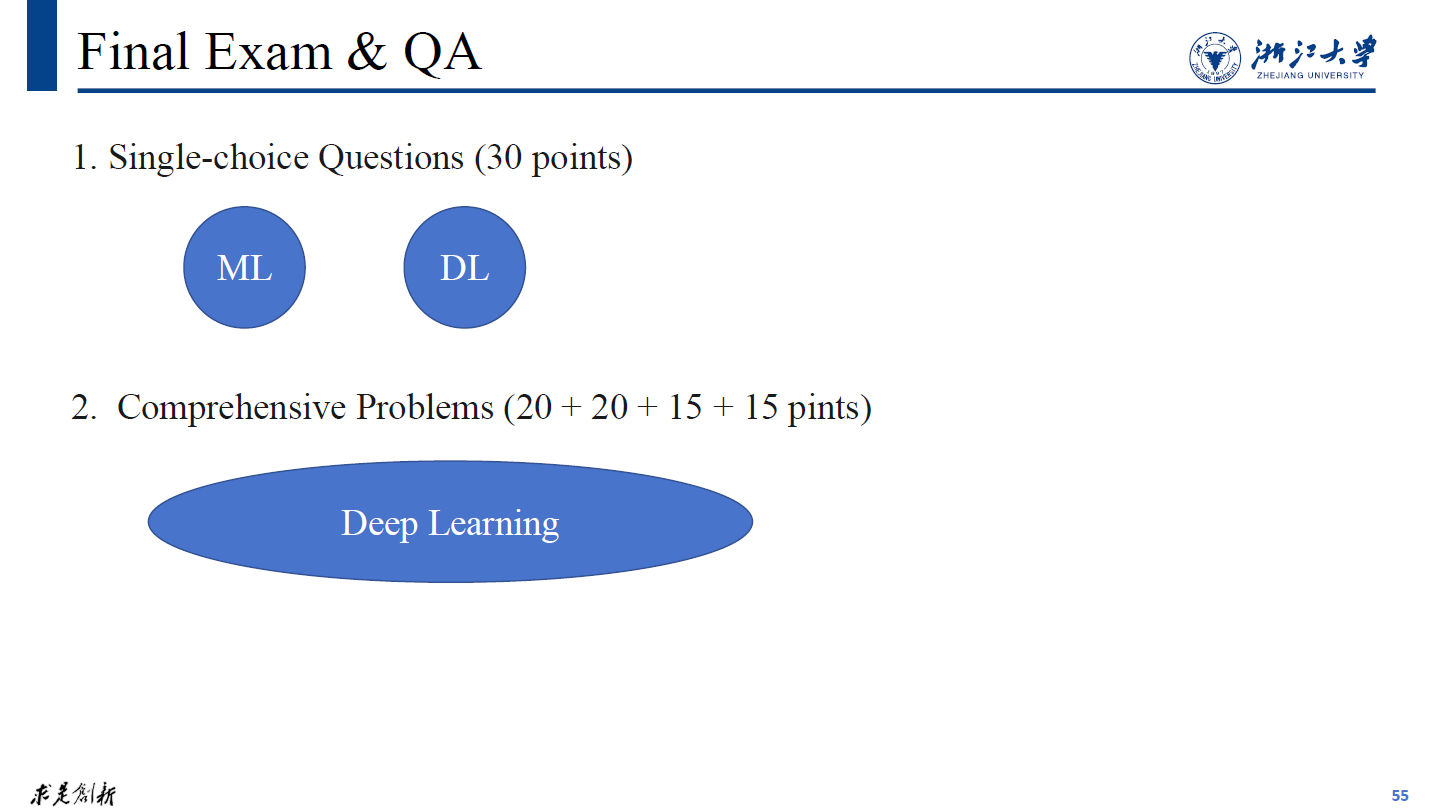 Final Exam & QA
浙江大学
ZHEJIANG UNIVERSITY
1. Single-choice Questions (30 points)
ML
DL
2. Comprehensive Problems (20 + 20 + 15 + 15 pints)
Deep Learning
求是創新
55